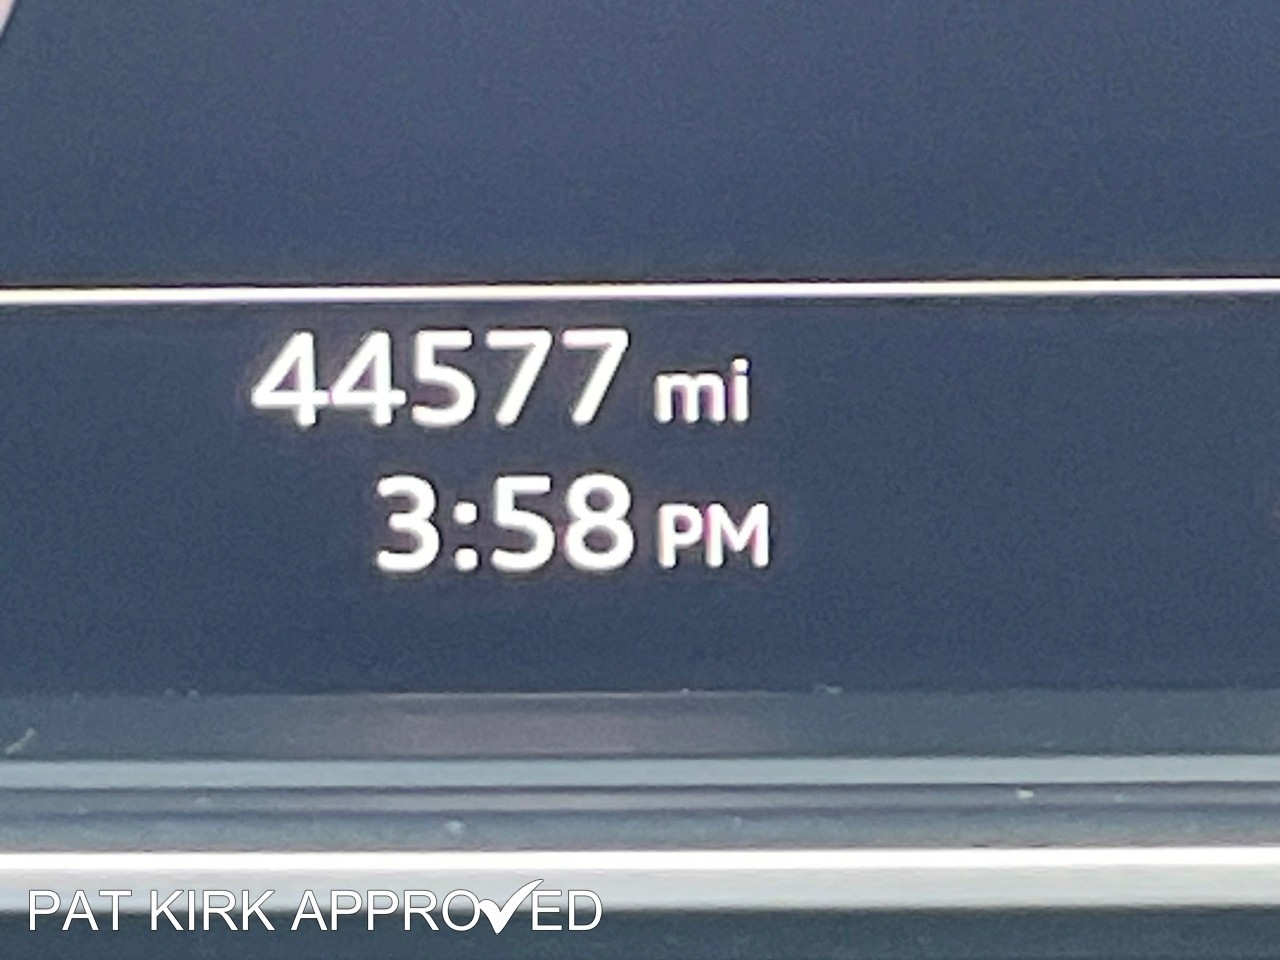 44577 mi
3:58 PM
PAT KIRK APPROVED